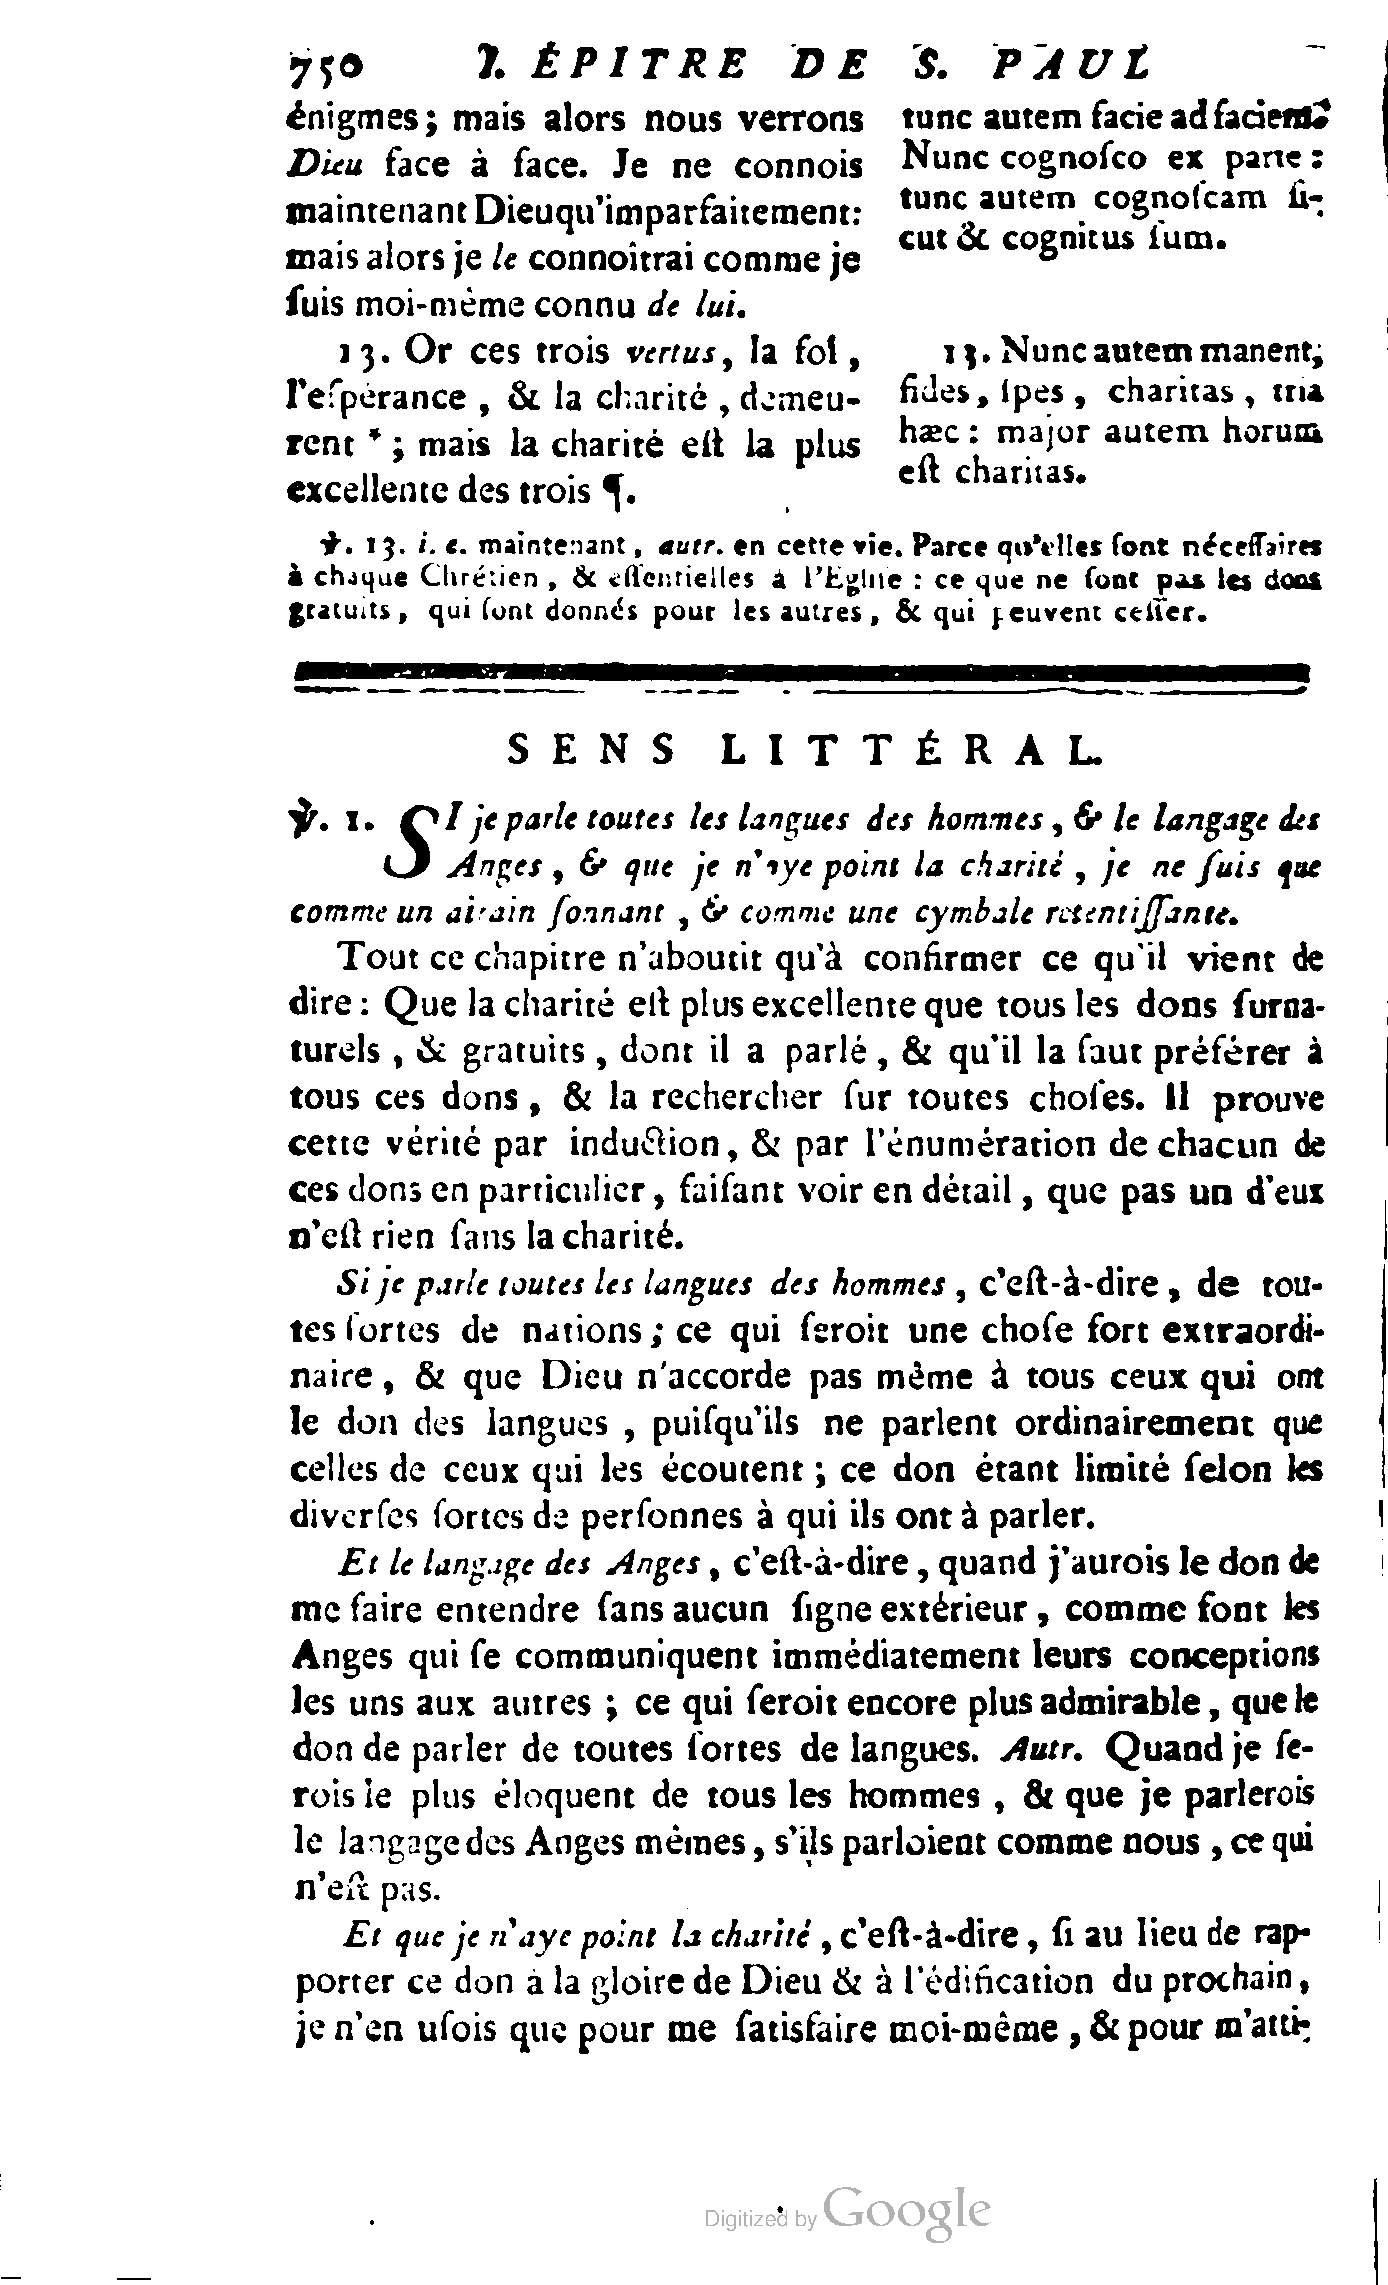 750 I. ÉPITRE DE S. PAUL
énigmes ; mais alors nous verrons
Dieu face à face. Je ne connois
maintenant Dieu qu'imparfaitement :
mais alors je le connoîtrai comme je
ſuis moi-même connu de lui.
13. Or ces trois vertus, la foi,
l'eſpérance, & la charité, demeu-
rent * ; mais la charité eſt la plus
excellente des trois ¶.
tunc autem facie ad faciem.
Nunc cognoſco ex parte :
tunc autem cognoſcam ſi-
cut & cognitus ſum.
13. Nunc autem manent,
fides, ſpes, charitas, tria
hæc : major autem horum
eſt charitas.
℣. 13. i. e. maintenant, autr. en cette vie. Parce qu'elles ſont néceſſaires
à chaque Chrétien, & eſſentielles à l'Egliſe : ce que ne ſont pas les dons
gratuits, qui ſont donnés pour les autres, & qui peuvent ceſſer.
SENS LITTÉRAL.
℣. 1. SI je parle toutes les langues des hommes, & le langage des
Anges, & que je n'aye point la charité, je ne ſuis que
comme un airain ſonnant, & comme une cymbale retentiſſante.
Tout ce chapitre n'aboutit qu'à confirmer ce qu'il vient de
dire : Que la charité eſt plus excellente que tous les dons ſurna-
turels, & gratuits, dont il a parlé, & qu'il la faut préférer à
tous ces dons, & la rechercher ſur toutes choſes. Il prouve
cette vérité par induction, & par l'énumération de chacun de
ces dons en particulier, faiſant voir en détail, que pas un d'eux
n'eſt rien ſans la charité.
Si je parle toutes les langues des hommes, c'eſt-à-dire, de tou-
tes ſortes de nations ; ce qui ſeroit une choſe fort extraordi-
naire, & que Dieu n'accorde pas même à tous ceux qui ont
le don des langues, puiſqu'ils ne parlent ordinairement que
celles de ceux qui les écoutent ; ce don étant limité ſelon les
diverſes ſortes de perſonnes à qui ils ont à parler.
Et le langage des Anges, c'eſt-à-dire, quand j'aurois le don de
me faire entendre ſans aucun ſigne extérieur, comme font les
Anges qui ſe communiquent immédiatement leurs conceptions
les uns aux autres ; ce qui ſeroit encore plus admirable, que le
don de parler de toutes ſortes de langues. Autr. Quand je ſe-
rois le plus éloquent de tous les hommes, & que je parlerois
le langage des Anges mêmes, s'ils parloient comme nous, ce qui
n'eſt pas.
Et que je n'aye point la charité, c'eſt-à-dire, ſi au lieu de rap-
porter ce don à la gloire de Dieu & à l'édification du prochain,
je n'en uſois que pour me ſatisfaire moi-même, & pour m'atti-
Digitized by Google